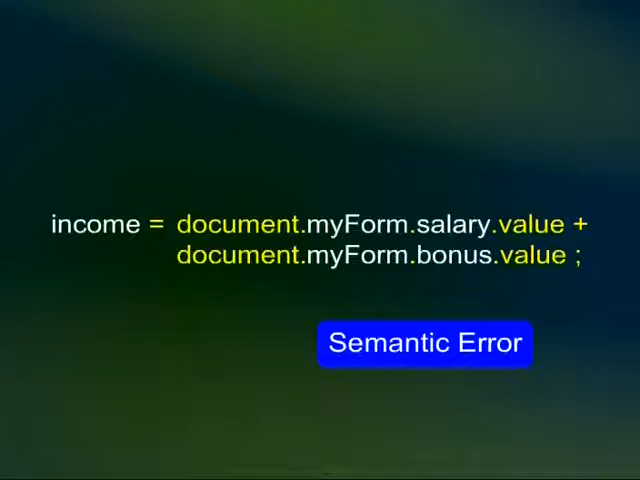 income = document.myForm.salary.value +
document.myForm.bonus.value ;
Semantic Error